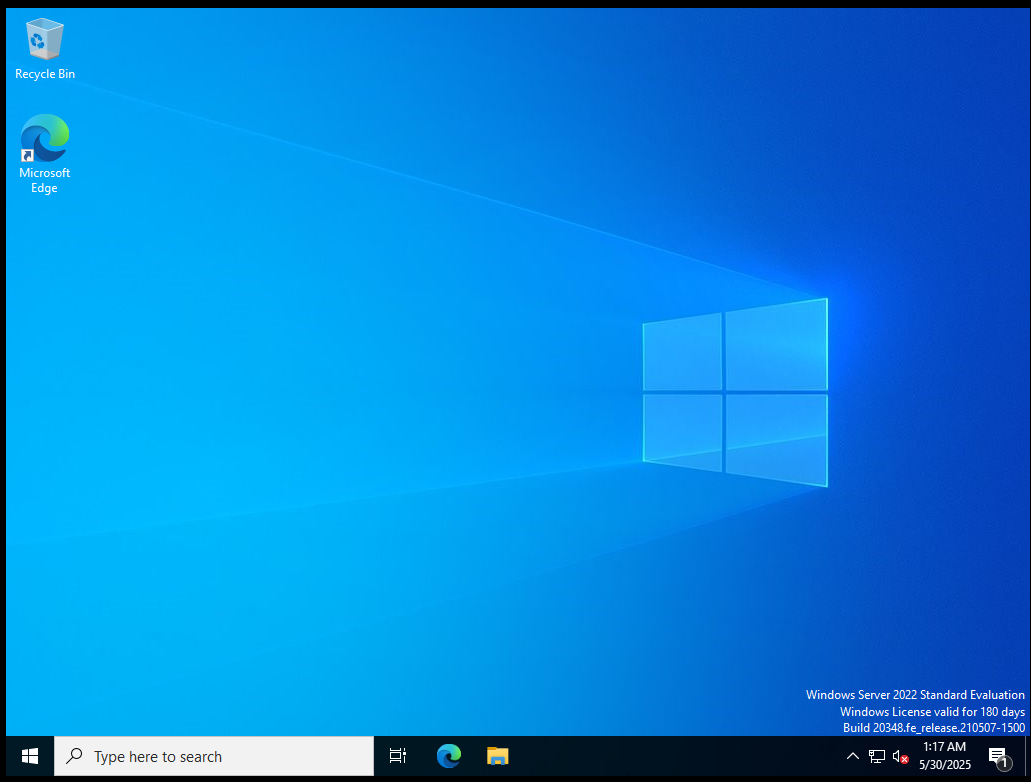 Recycle Bin
Microsoft
Edge
Windows Server 2022 Standard Evaluation
Windows License valid for 180 days
Build 20348.fe_release.210507-1500
Type here to search
1:17 AM
5/30/2025
1